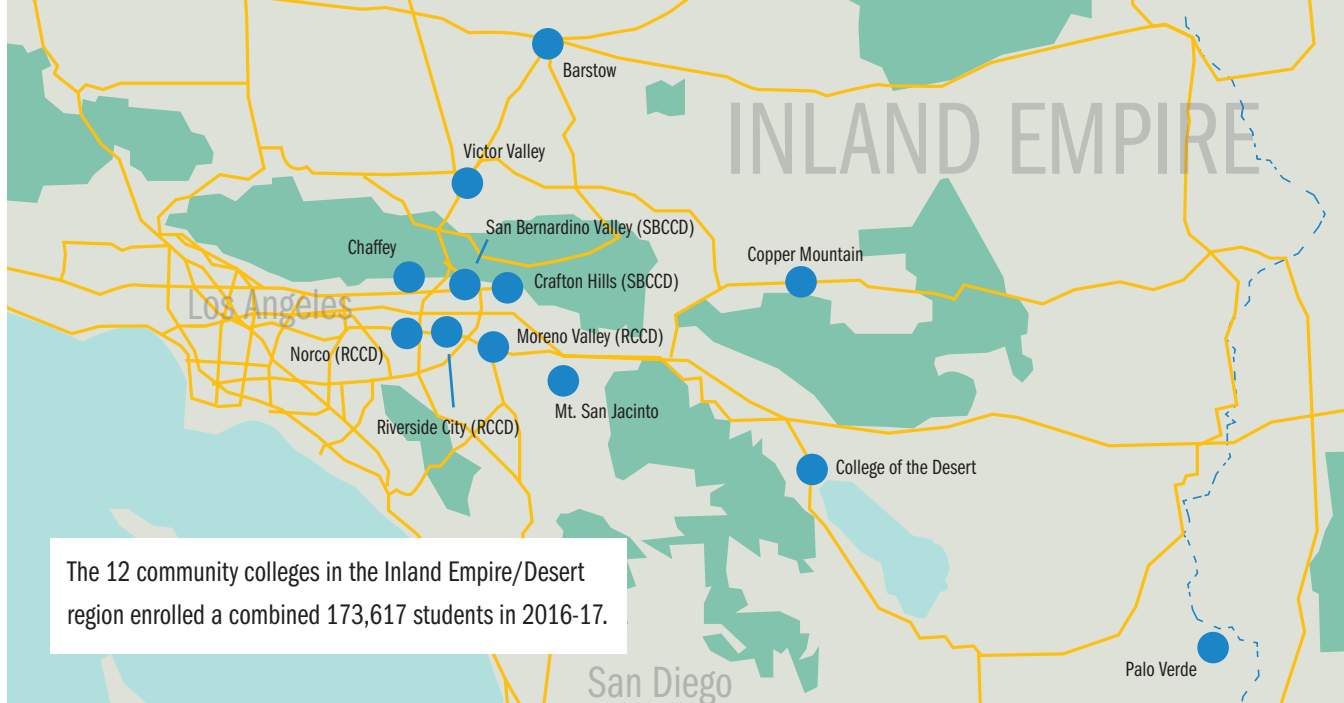 Barstow
INLAND EMPIRE
Victor Valley
San Bernardino Valley (SBCCD)
Chaffey
Copper Mountain
Crafton Hills (SBCCD)
Los Angeles
Moreno Valley (RCCD)
Norco (RCCD)
Mt. San Jacinto
Riverside City (RCCD)
College of the Desert
The 12 community colleges in the Inland Empire/Desert
region enrolled a combined 173,617 students in 2016-17.
Palo Verde
San Diego